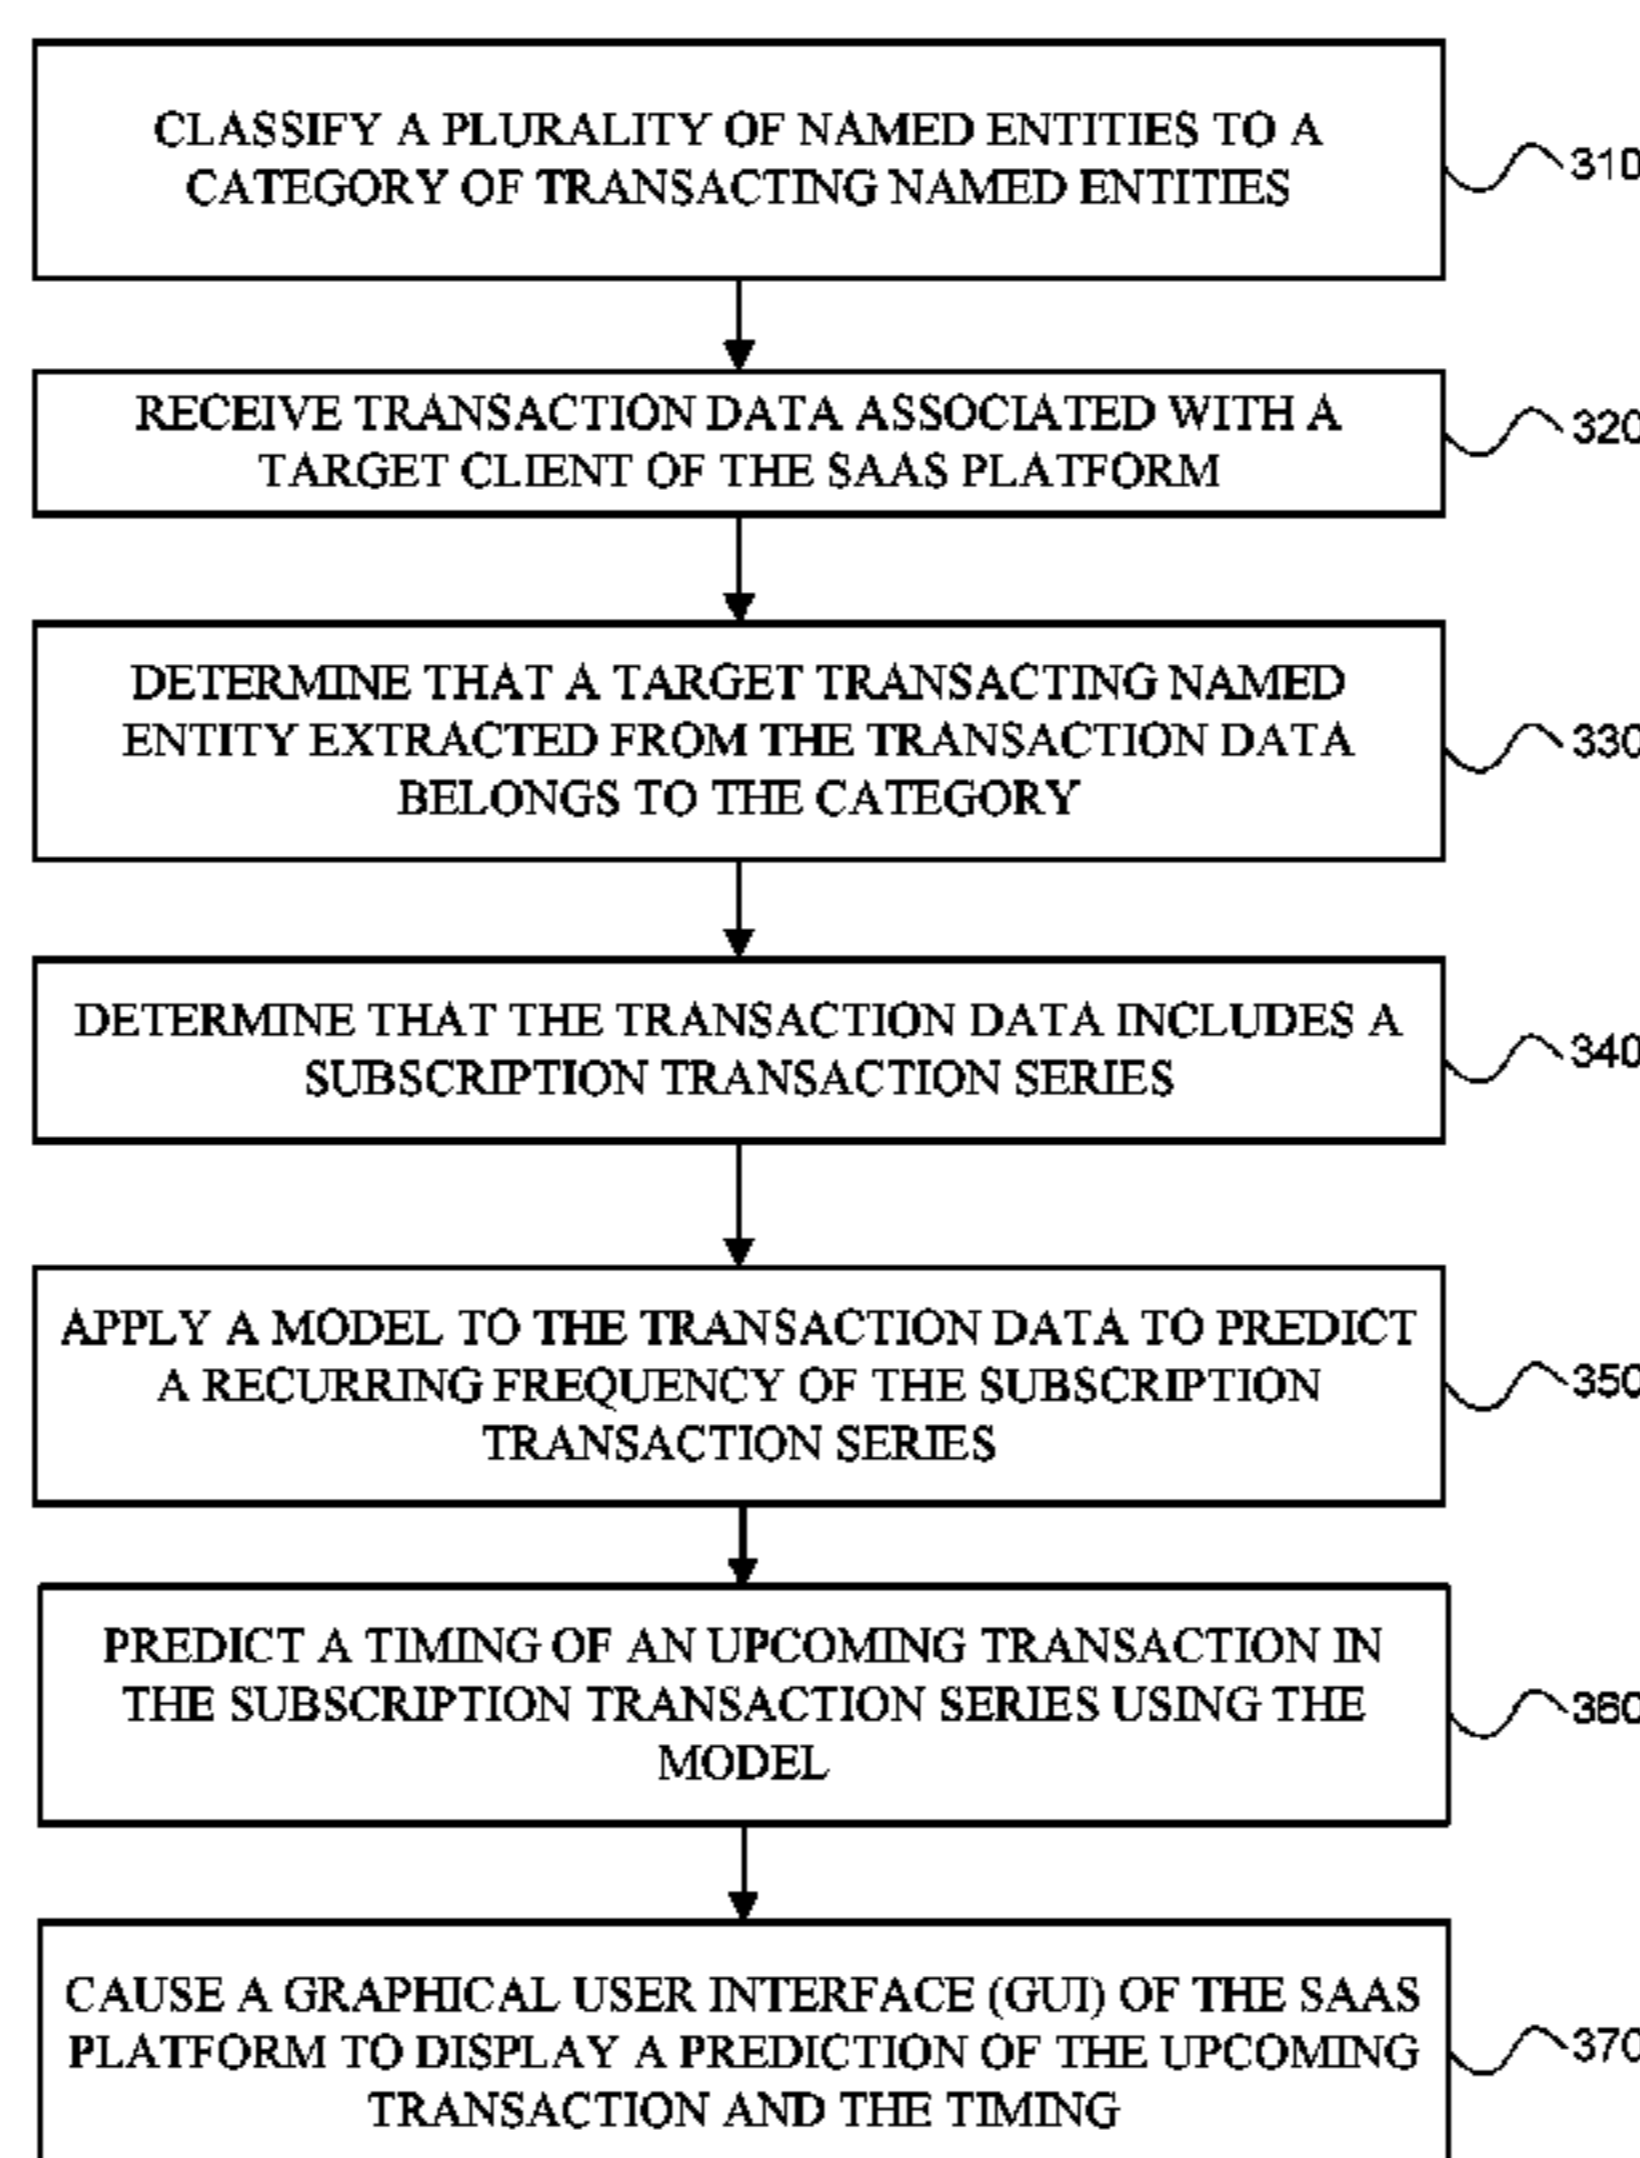 CLASSIFY A PLURALITY OF NAMED ENTITIES TO A
CATEGORY OF TRANSACTING NAMED ENTITIES
310
RECEIVE TRANSACTION DATA ASSOCIATED WITH A
TARGET CLIENT OF THE SAAS PLATFORM
320
DETERMINE THAT A TARGET TRANSACTING NAMED
ENTITY EXTRACTED FROM THE TRANSACTION DATA
BELONGS TO THE CATEGORY
330
DETERMINE THAT THE TRANSACTION DATA INCLUDES A
SUBSCRIPTION TRANSACTION SERIES
340
APPLY A MODEL TO THE TRANSACTION DATA TO PREDICT
A RECURRING FREQUENCY OF THE SUBSCRIPTION
TRANSACTION SERIES
350
PREDICT A TIMING OF AN UPCOMING TRANSACTION IN
THE SUBSCRIPTION TRANSACTION SERIES USING THE
MODEL
360
CAUSE A GRAPHICAL USER INTERFACE (GUI) OF THE SAAS
PLATFORM TO DISPLAY A PREDICTION OF THE UPCOMING
TRANSACTION AND THE TIMING
370